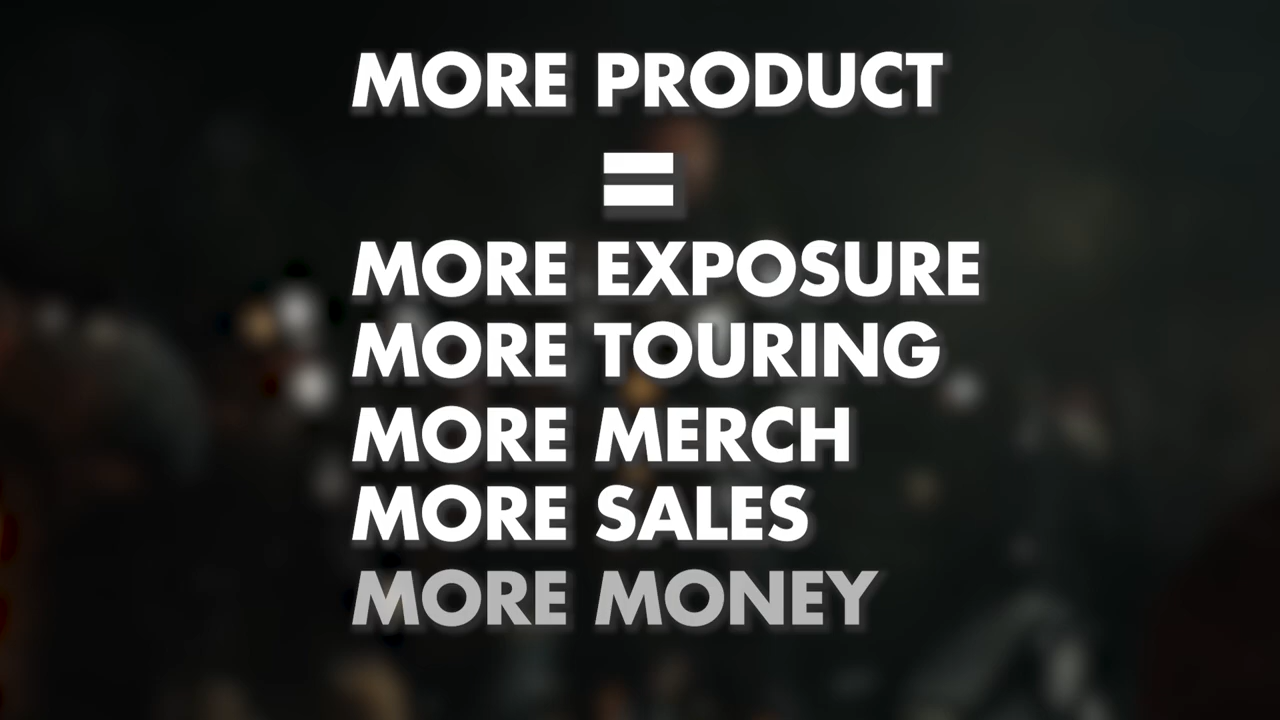 MORE PRODUCT
=
MORE EXPOSURE
MORE TOURING
MORE MERCH
MORE SALES
MORE MONEY